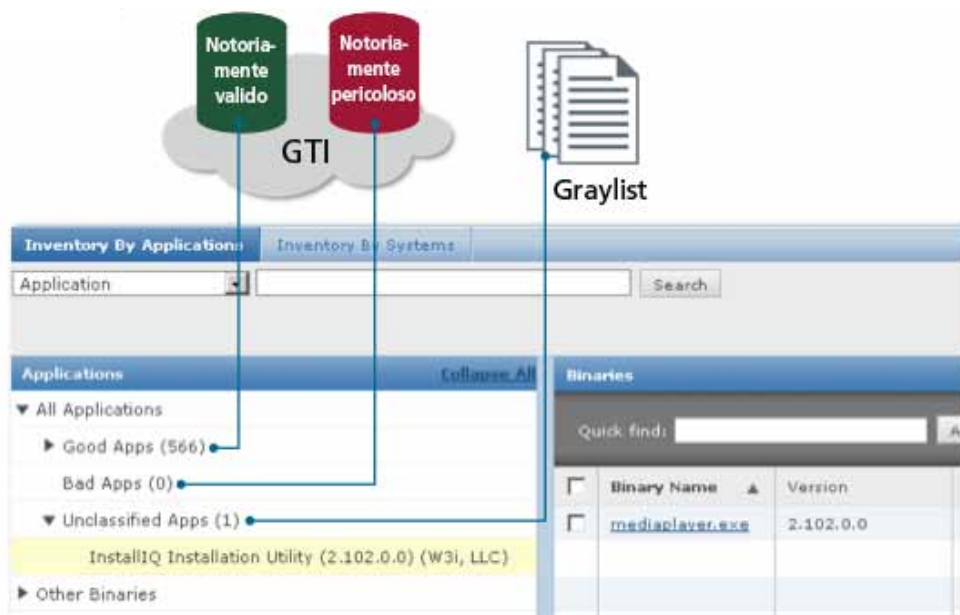 Notoria-
mente
valido
Notoria-
mente
pericoloso
GTI
Graylist
Inventory By Applications
Inventory By Systems
Application
Search
Applications
Collapse All
Binaries
▼ All Applications
Quick find:
A
▶ Good Apps (566)
Bad Apps (0)
Binary Name ▲ Version
▼ Unclassified Apps (1)
mediaplayer.exe 2.102.0.0
InstallIQ Installation Utility (2.102.0.0) (W3i, LLC)
▶ Other Binaries